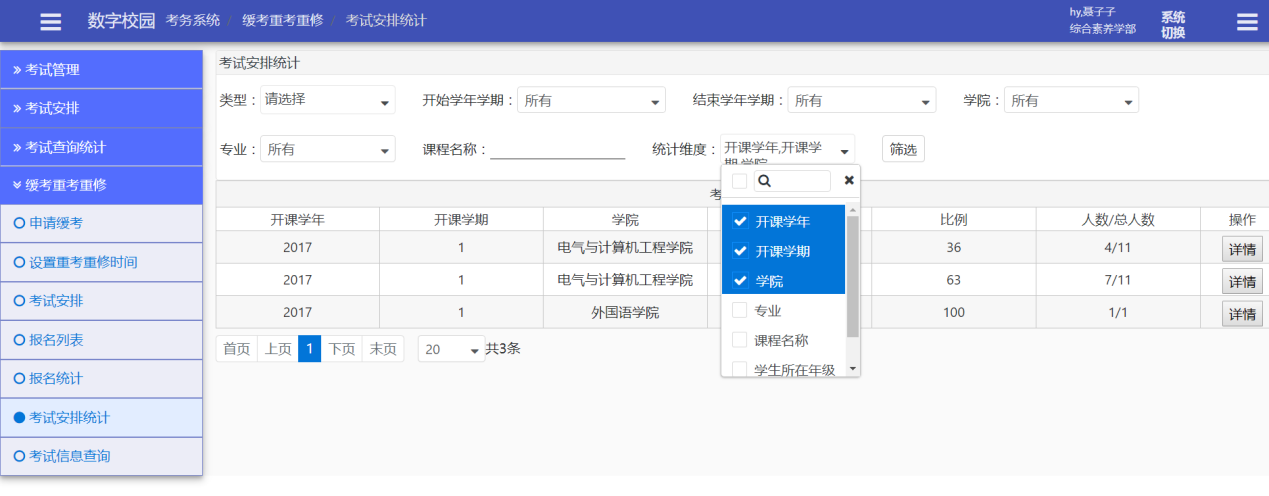 数字校园 考务系统 / 缓考重考重修 / 考试安排统计
hy,聂子子
综合素养学部
系统
切换
考试管理
考试安排
考试查询统计
缓考重考重修
申请缓考
设置重考重修时间
考试安排
报名列表
报名统计
考试安排统计
考试信息查询
考试安排统计
类型： 请选择 开始学年学期： 所有 结束学年学期： 所有 学院： 所有
专业： 所有 课程名称： 统计维度： 开课学年,开课学
期,学院
筛选
开课学年
开课学期
学院
专业
课程名称
学生所在年级
考
开课学年 开课学期 学院 比例 人数/总人数 操作
2017 1 电气与计算机工程学院 36 4/11 详情
2017 1 电气与计算机工程学院 63 7/11 详情
2017 1 外国语学院 100 1/1 详情
首页 上页 1 下页 末页 20 共3条